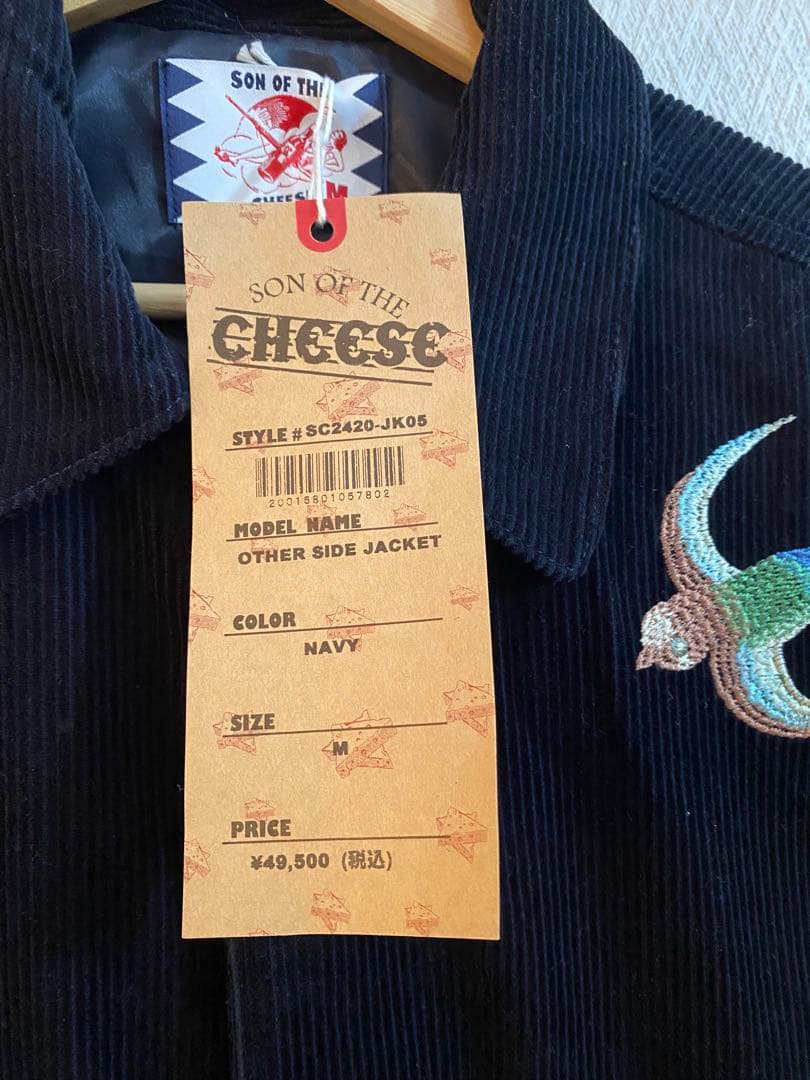 SON OF THE
CHEESE M
SON OF THE
CHEESE
STYLE # SC2420-JK05
20015801057802
MODEL NAME
OTHER SIDE JACKET
COLOR
NAVY
SIZE
M
PRICE
¥49,500 (税込)